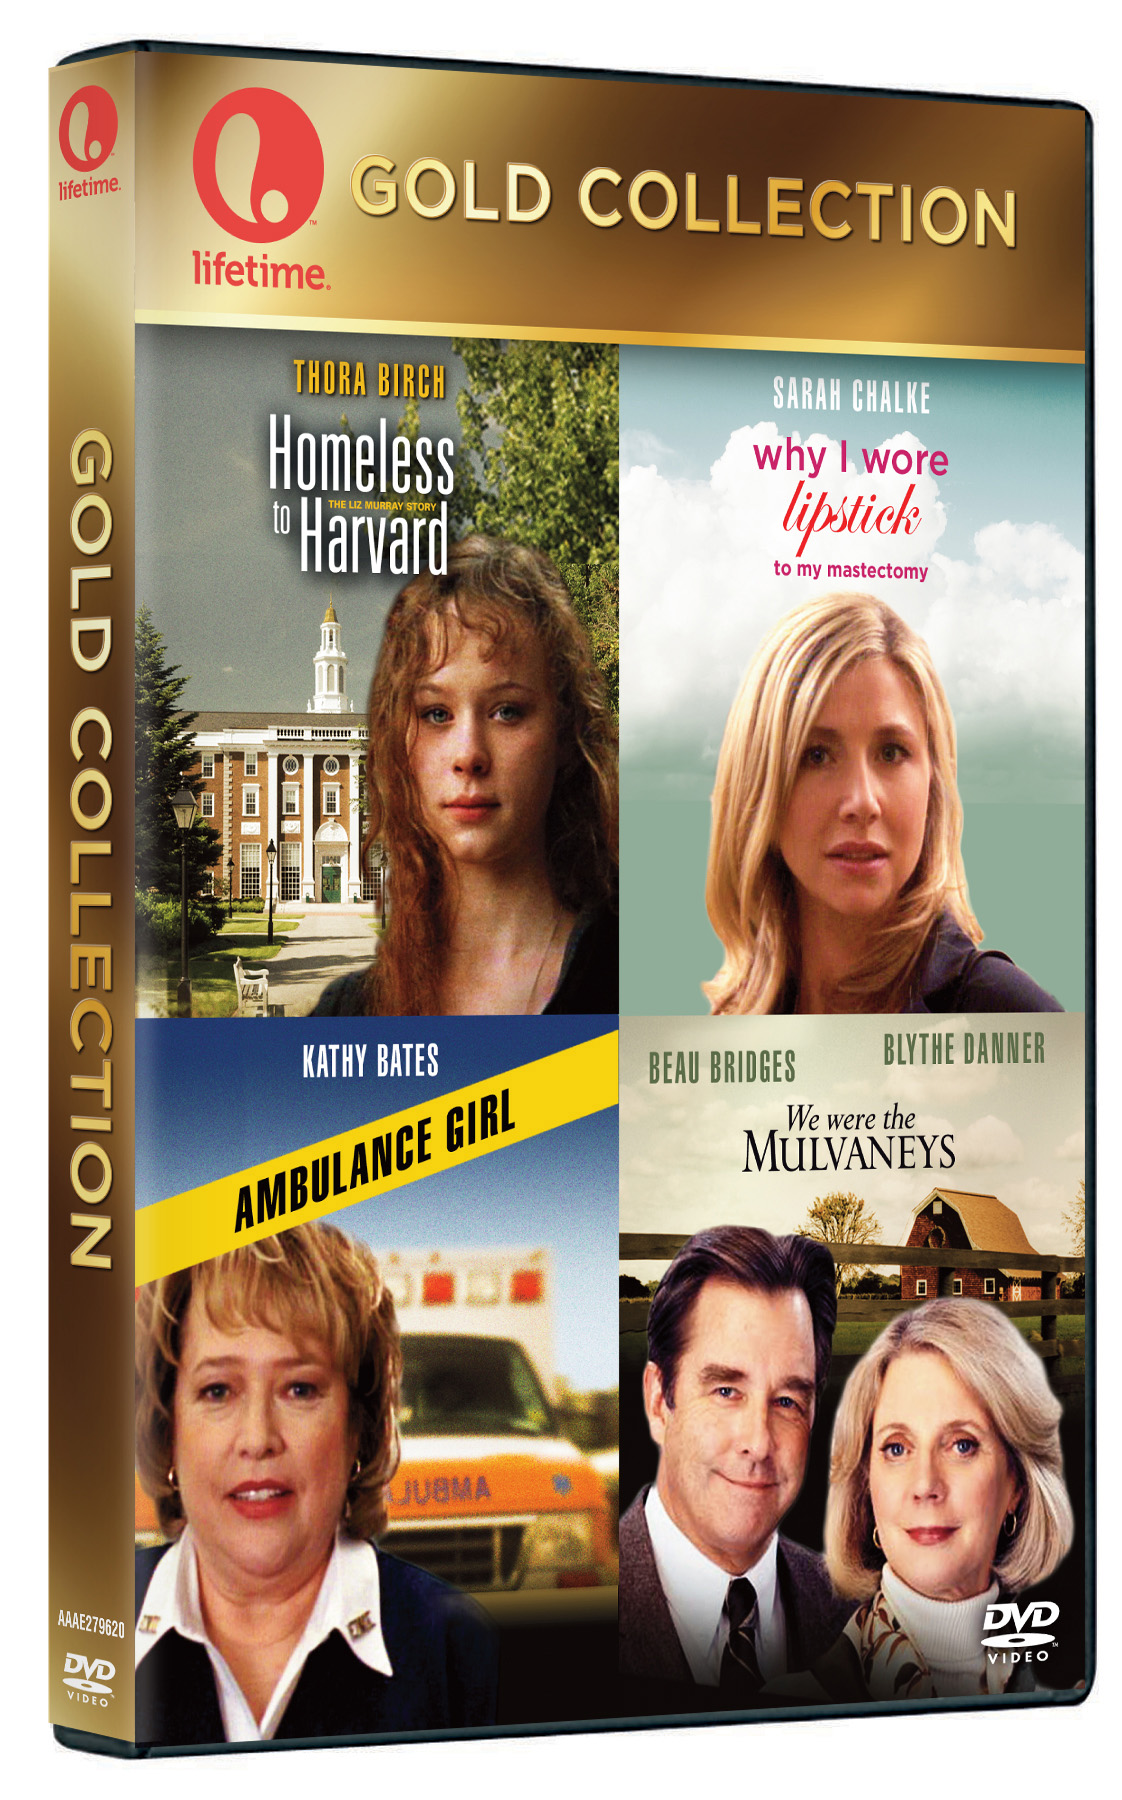 lifetime.
GOLD COLLECTION
AAAE279620
DVD
VIDEO
lifetime.
GOLD COLLECTION
THORA BIRCH
Homeless
THE LIZ MURRAY STORY
to Harvard
SARAH CHALKE
why I wore
lipstick
to my mastectomy
KATHY BATES
AMBULANCE GIRL
AMBULA
BEAU BRIDGES
BLYTHE DANNER
We were the
MULVANEYS
DVD
VIDEO